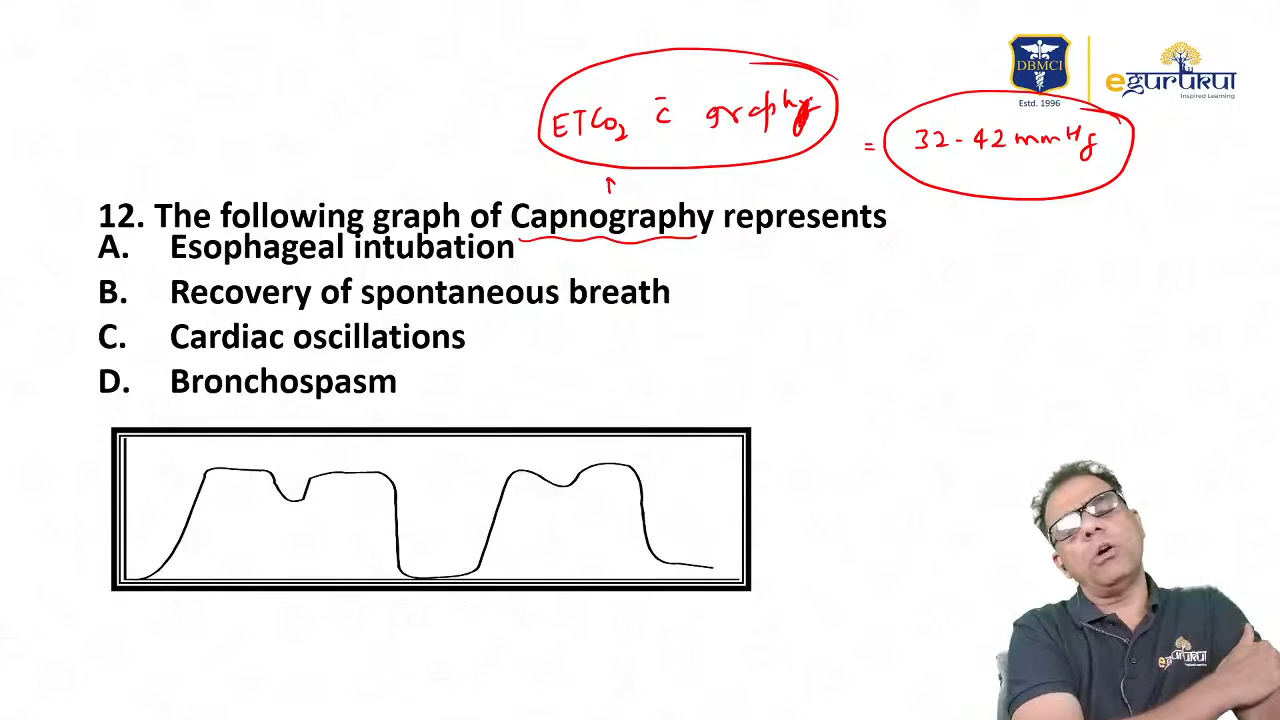 DBMCI
Estd. 1996
egurukul
Inspired Learning
ETCO2 c̄ graphy
= 32-42 mmHg
12. The following graph of Capnography represents
A. Esophageal intubation
B. Recovery of spontaneous breath
C. Cardiac oscillations
D. Bronchospasm
egurukul